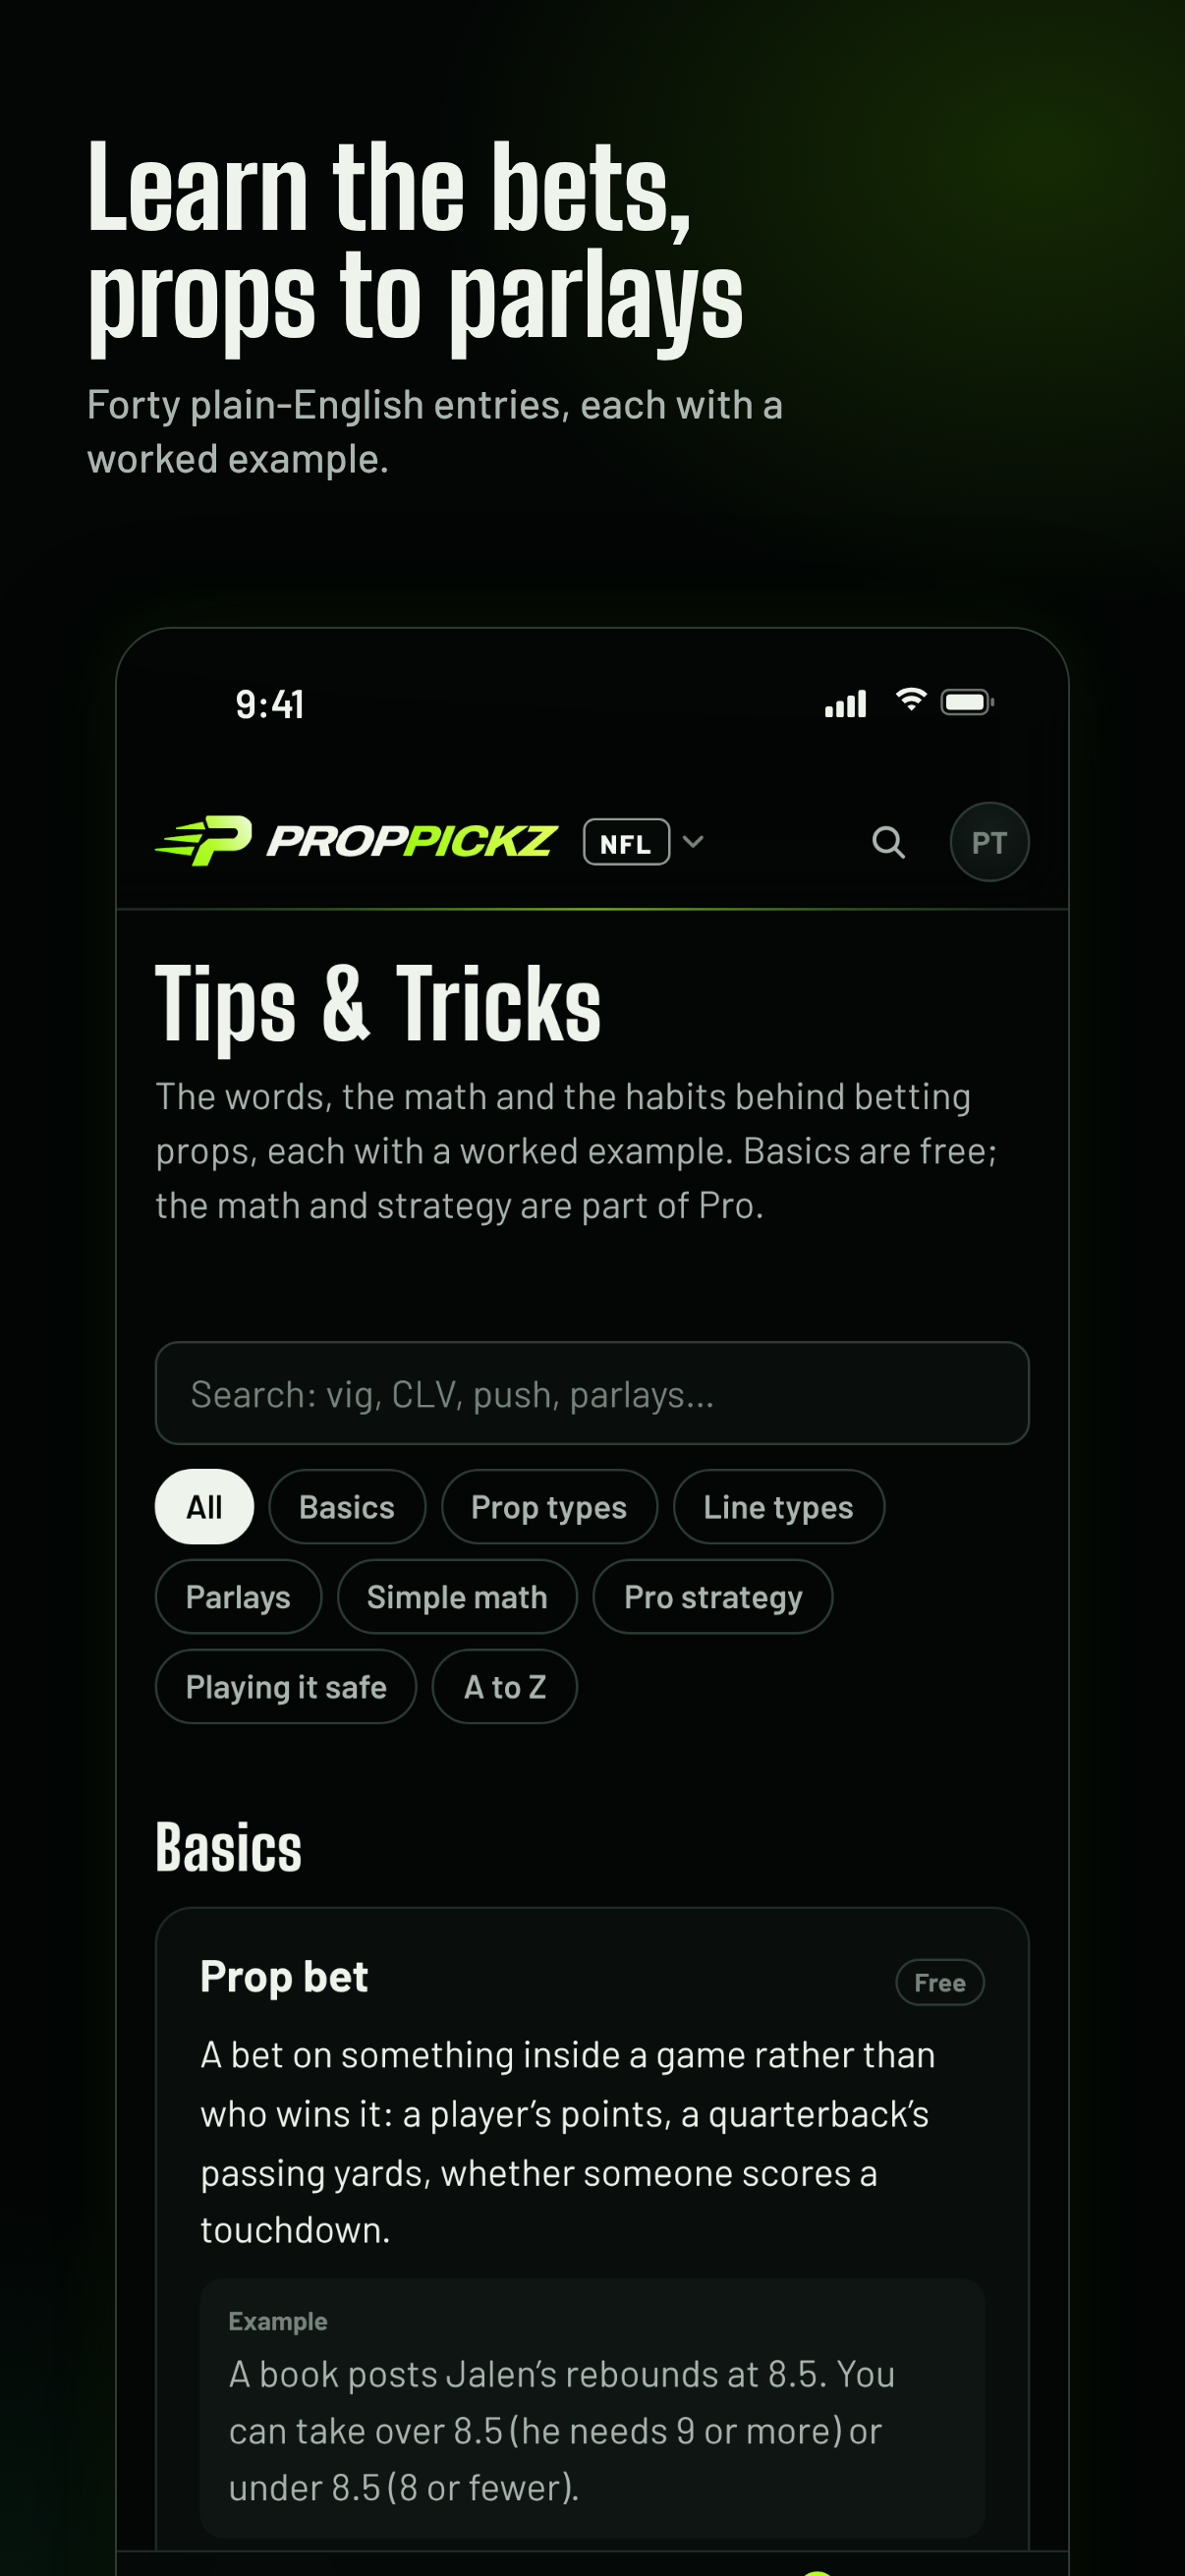 Learn the bets,
props to parlays
Forty plain-English entries, each with a
worked example.
9:41
PROPPICKZ NFL PT
Tips & Tricks
The words, the math and the habits behind betting
props, each with a worked example. Basics are free;
the math and strategy are part of Pro.
Search: vig, CLV, push, parlays...
All Basics Prop types Line types
Parlays Simple math Pro strategy
Playing it safe A to Z
Basics
Prop bet Free
A bet on something inside a game rather than
who wins it: a player’s points, a quarterback’s
passing yards, whether someone scores a
touchdown.
Example
A book posts Jalen’s rebounds at 8.5. You
can take over 8.5 (he needs 9 or more) or
under 8.5 (8 or fewer).